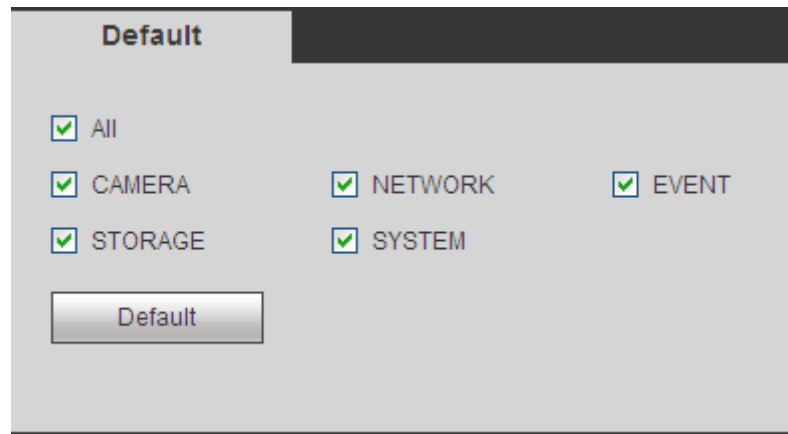 Default
All
CAMERA NETWORK EVENT
STORAGE SYSTEM
Default